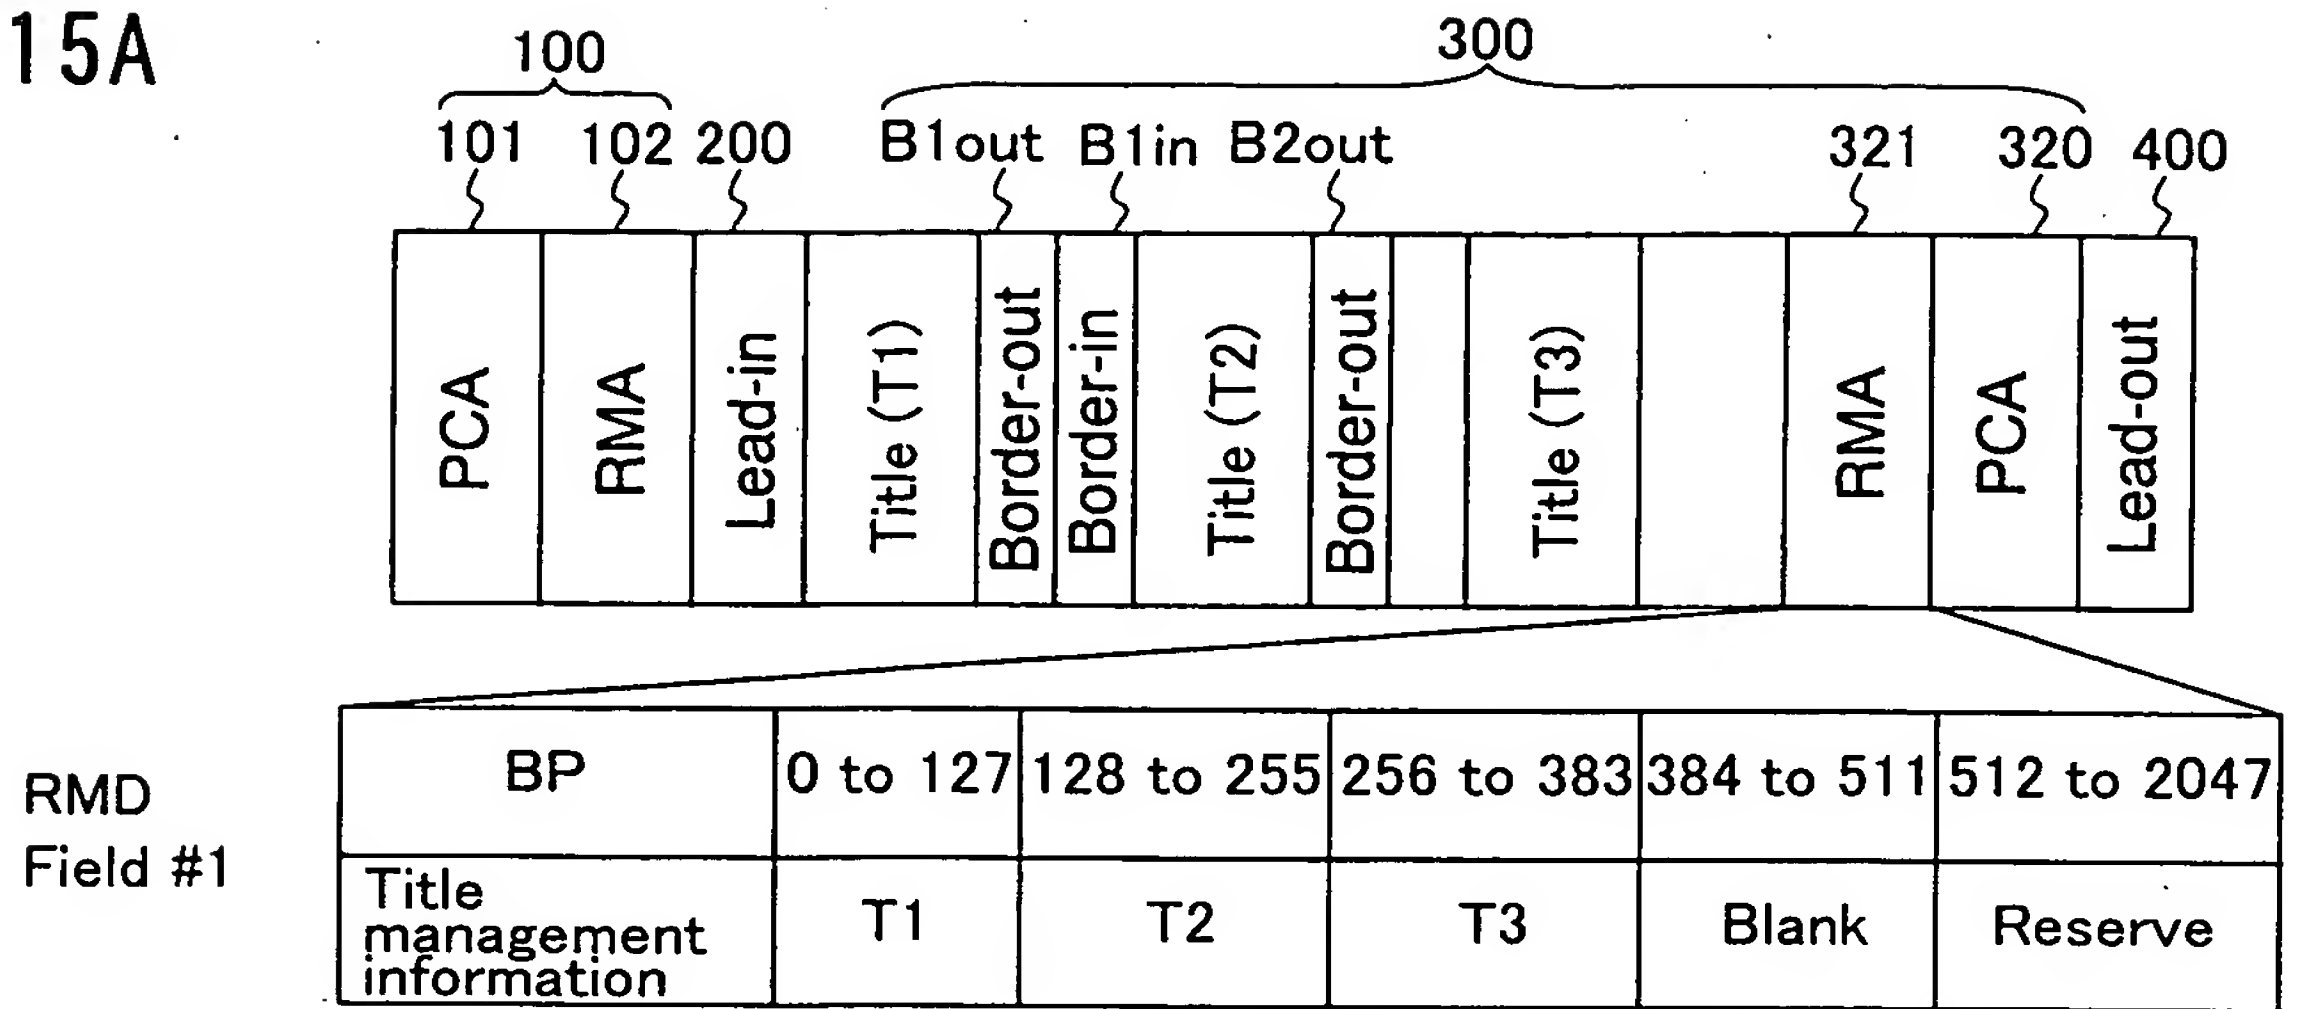 15A
100
300
101 102 200 B1out B1in B2out 321 320 400
PCA
RMA
Lead-in
Title (T1)
Border-out
Border-in
Title (T2)
Border-out
Title (T3)
RMA
PCA
Lead-out
RMD
Field #1
BP 0 to 127 128 to 255 256 to 383 384 to 511 512 to 2047
Title
management
information
T1 T2 T3 Blank Reserve